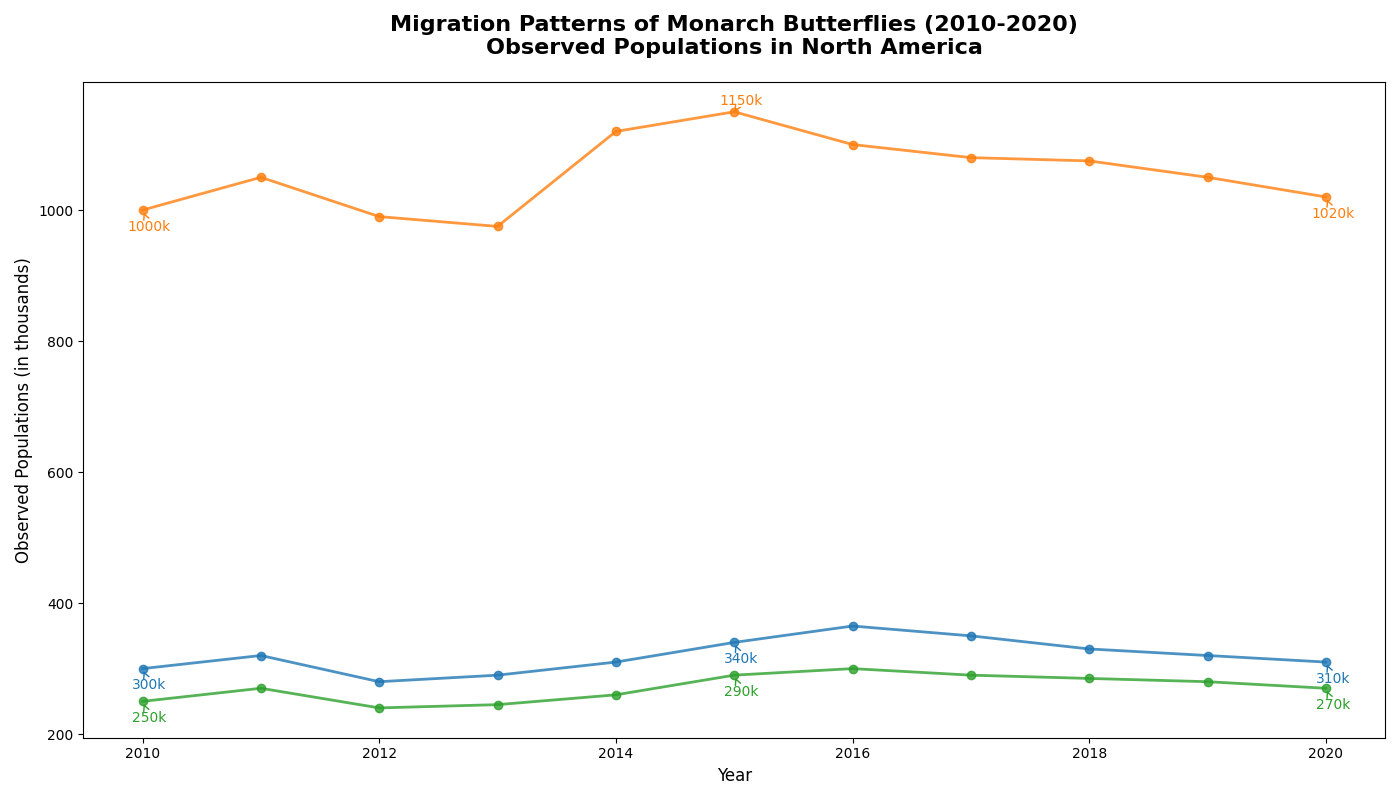 Migration Patterns of Monarch Butterflies (2010-2020)
Observed Populations in North America
Observed Populations (in thousands)
1000
800
600
400
200
1150k
1000k
1020k
300k
340k
310k
250k
290k
270k
2010
2012
2014
2016
2018
2020
Year